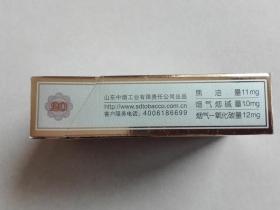 山东中烟工业有限责任公司出品
http://www.sdtobacco.com.cn
客户服务电话：4006186699
焦油量11mg
烟气烟碱量1.0mg
烟气一氧化碳量12mg